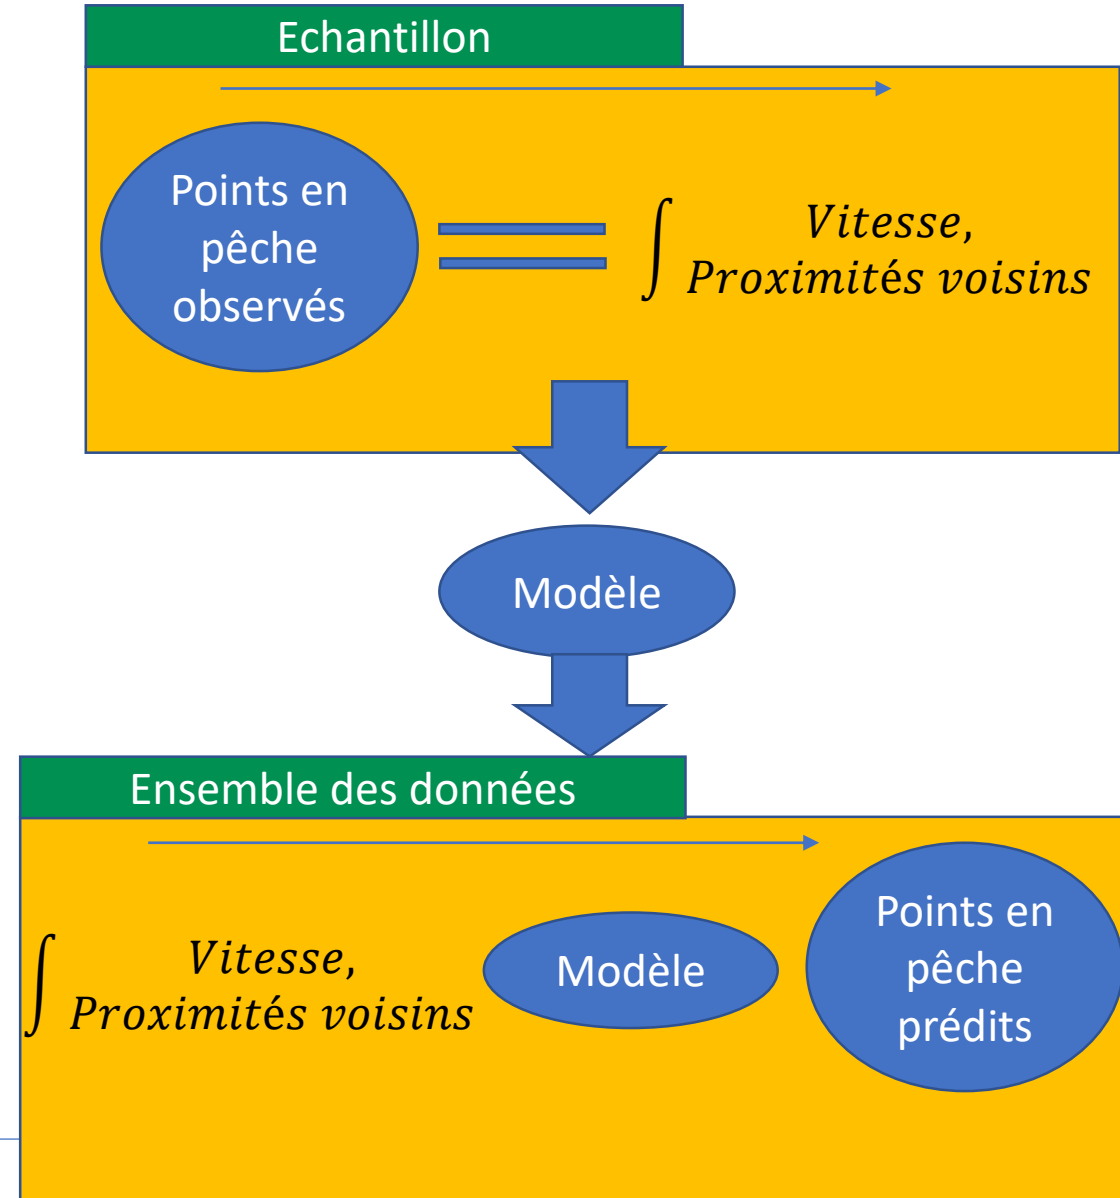 Echantillon
Points en
pêche
observés
∫ Vitesse,
Proximités voisins
Modèle
Ensemble des données
∫ Vitesse,
Proximités voisins
Modèle
Points en
pêche
prédits